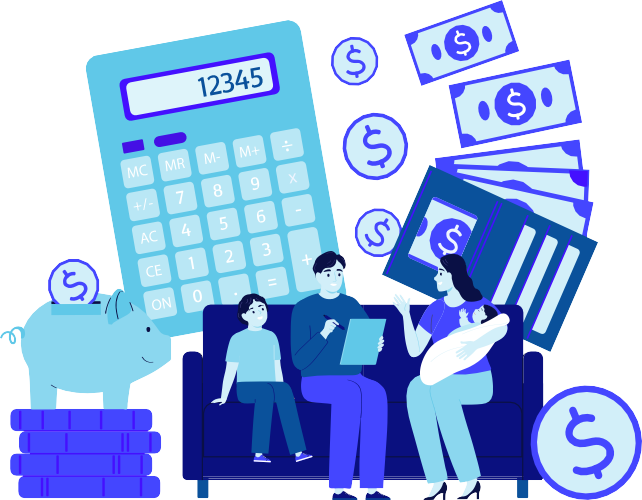 12345
MC MR M- M+ ÷
+/- 7 8 9 x
AC 4 5 6 -
CE 1 2 3 +
ON 0 . =
$
$
$
$
$
$
$
$